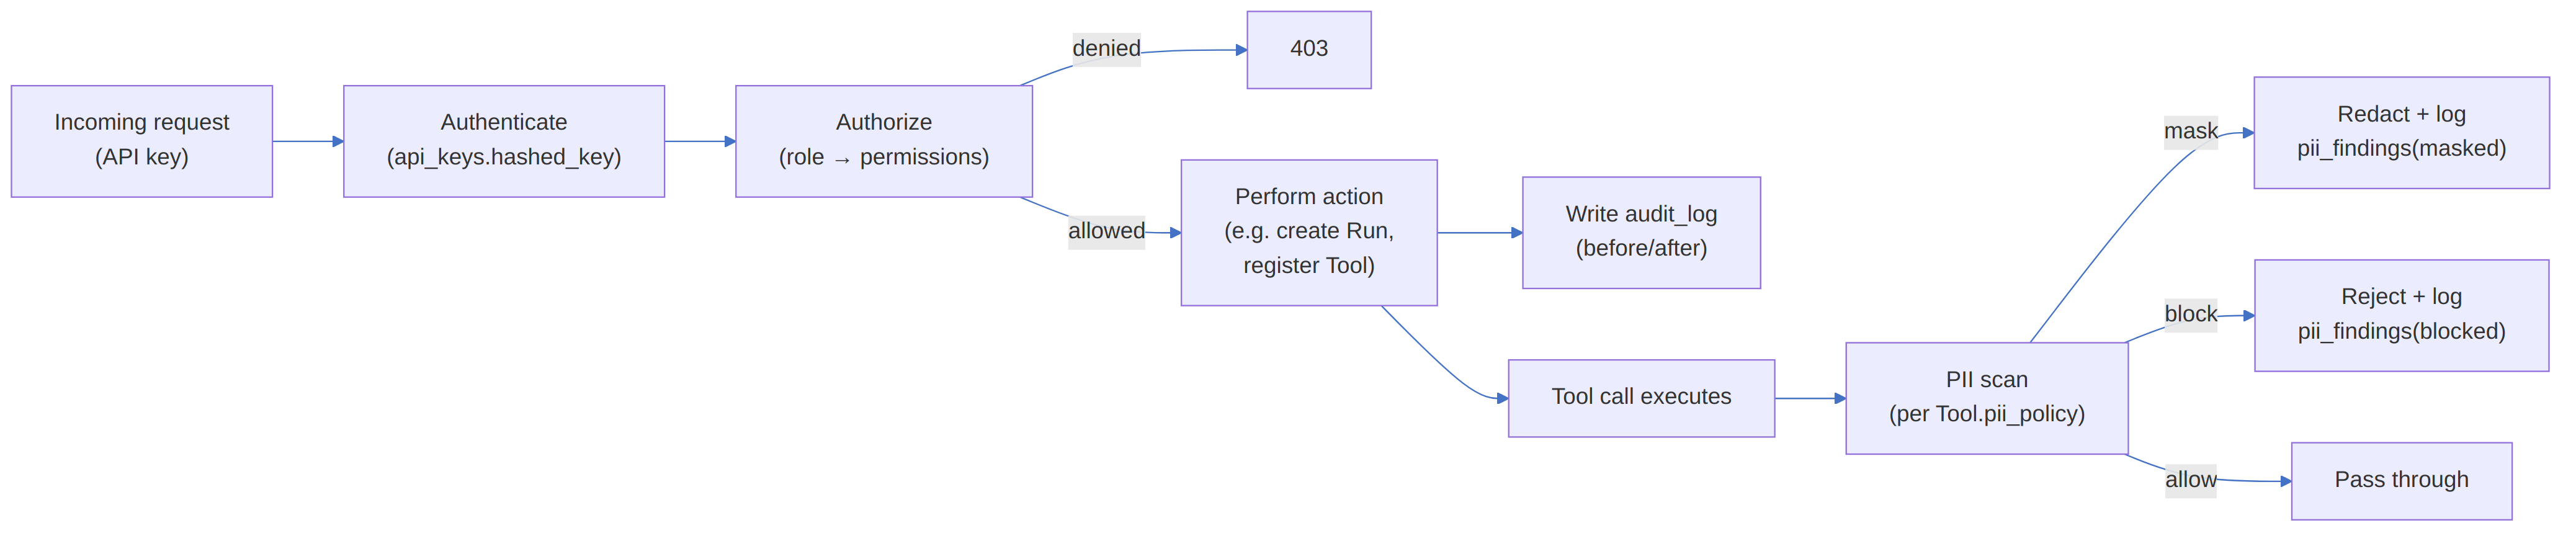 Incoming request
(API key)
Authenticate
(api_keys.hashed_key)
Authorize
(role → permissions)
denied
403
allowed
Perform action
(e.g. create Run,
register Tool)
Write audit_log
(before/after)
Tool call executes
PII scan
(per Tool.pii_policy)
mask
Redact + log
pii_findings(masked)
block
Reject + log
pii_findings(blocked)
allow
Pass through